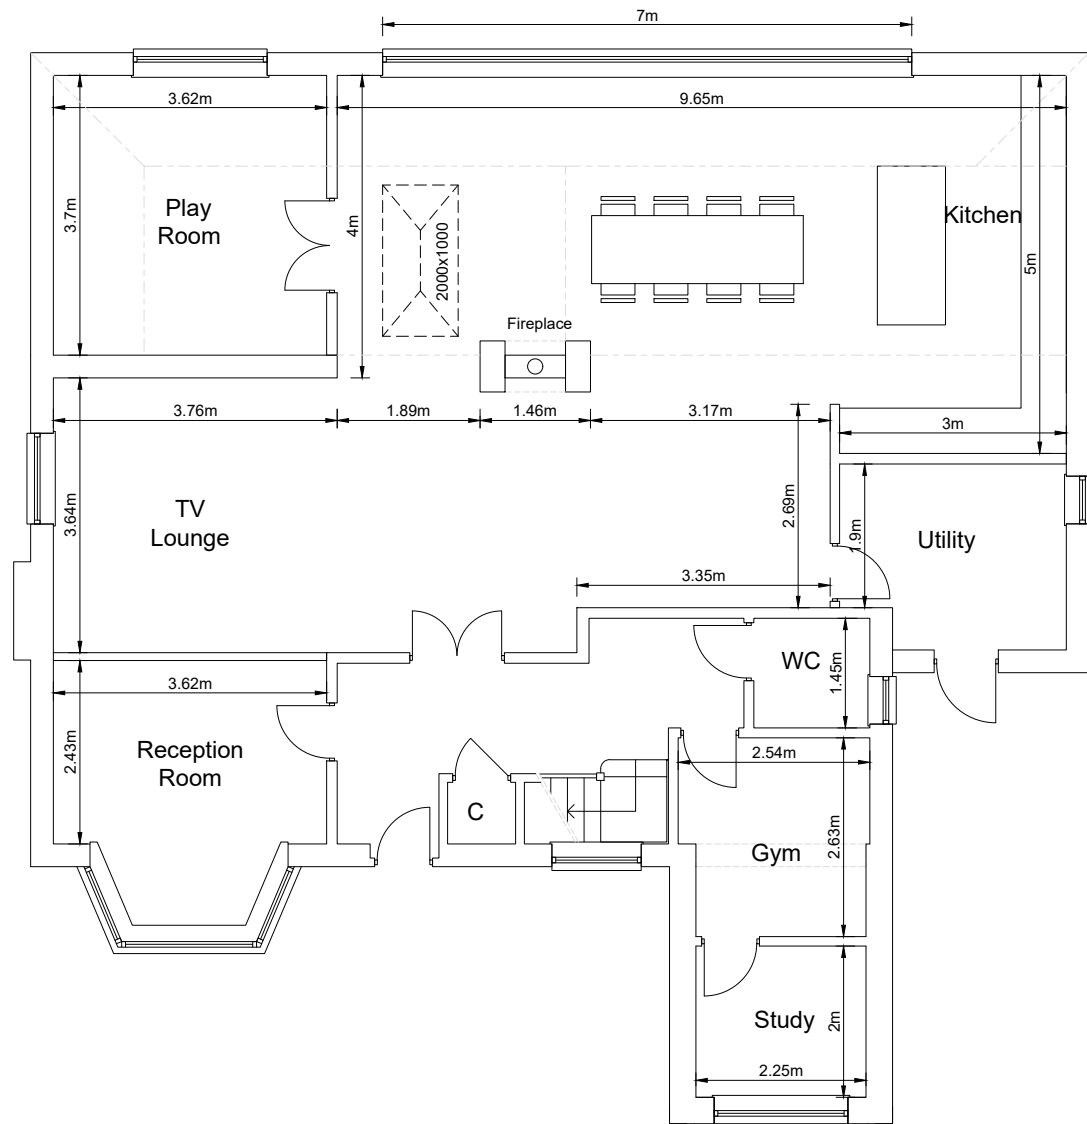 7m
3.62m
9.65m
3.7m
Play
Room
4m
2000x1000
Kitchen
5m
Fireplace
3.76m
1.89m
1.46m
3.17m
3m
3.64m
TV
Lounge
2.69m
1.9m
Utility
3.35m
WC
1.45m
3.62m
2.43m
Reception
Room
2.54m
C
Gym
2.63m
Study
2m
2.25m